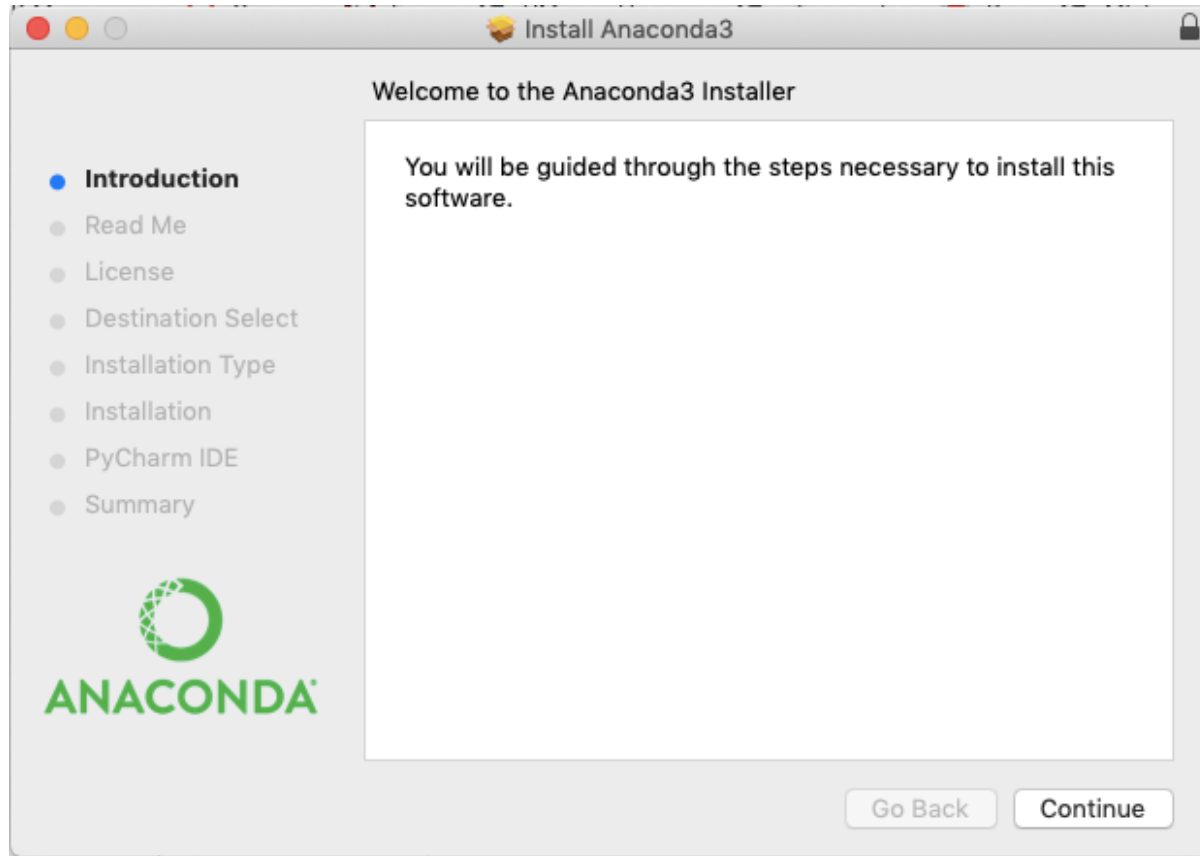 Install Anaconda3
Welcome to the Anaconda3 Installer
Introduction
Read Me
License
Destination Select
Installation Type
Installation
PyCharm IDE
Summary
ANACONDA
You will be guided through the steps necessary to install this
software.
Go Back
Continue